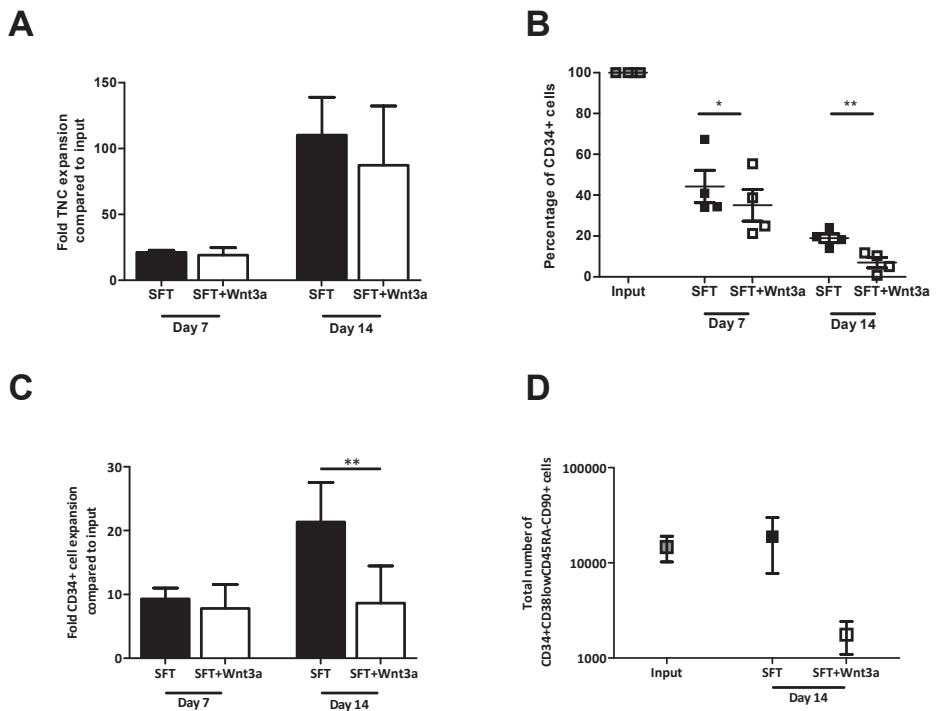 A
Fold TNC expansion
compared to input
150
100
50
0
SFT
SFT+Wnt3a
SFT
SFT+Wnt3a
Day 7
Day 14
B
Percentage of CD34+ cells
100
80
60
40
20
0
*
**
Input
SFT
SFT+Wnt3a
SFT
SFT+Wnt3a
Day 7
Day 14
C
Fold CD34+ cell expansion
compared to input
30
20
10
0
**
SFT
SFT+Wnt3a
SFT
SFT+Wnt3a
Day 7
Day 14
D
Total number of
CD34+CD38lowCD45RA-CD90+ cells
100000
10000
1000
Input
SFT
SFT+Wnt3a
Day 14